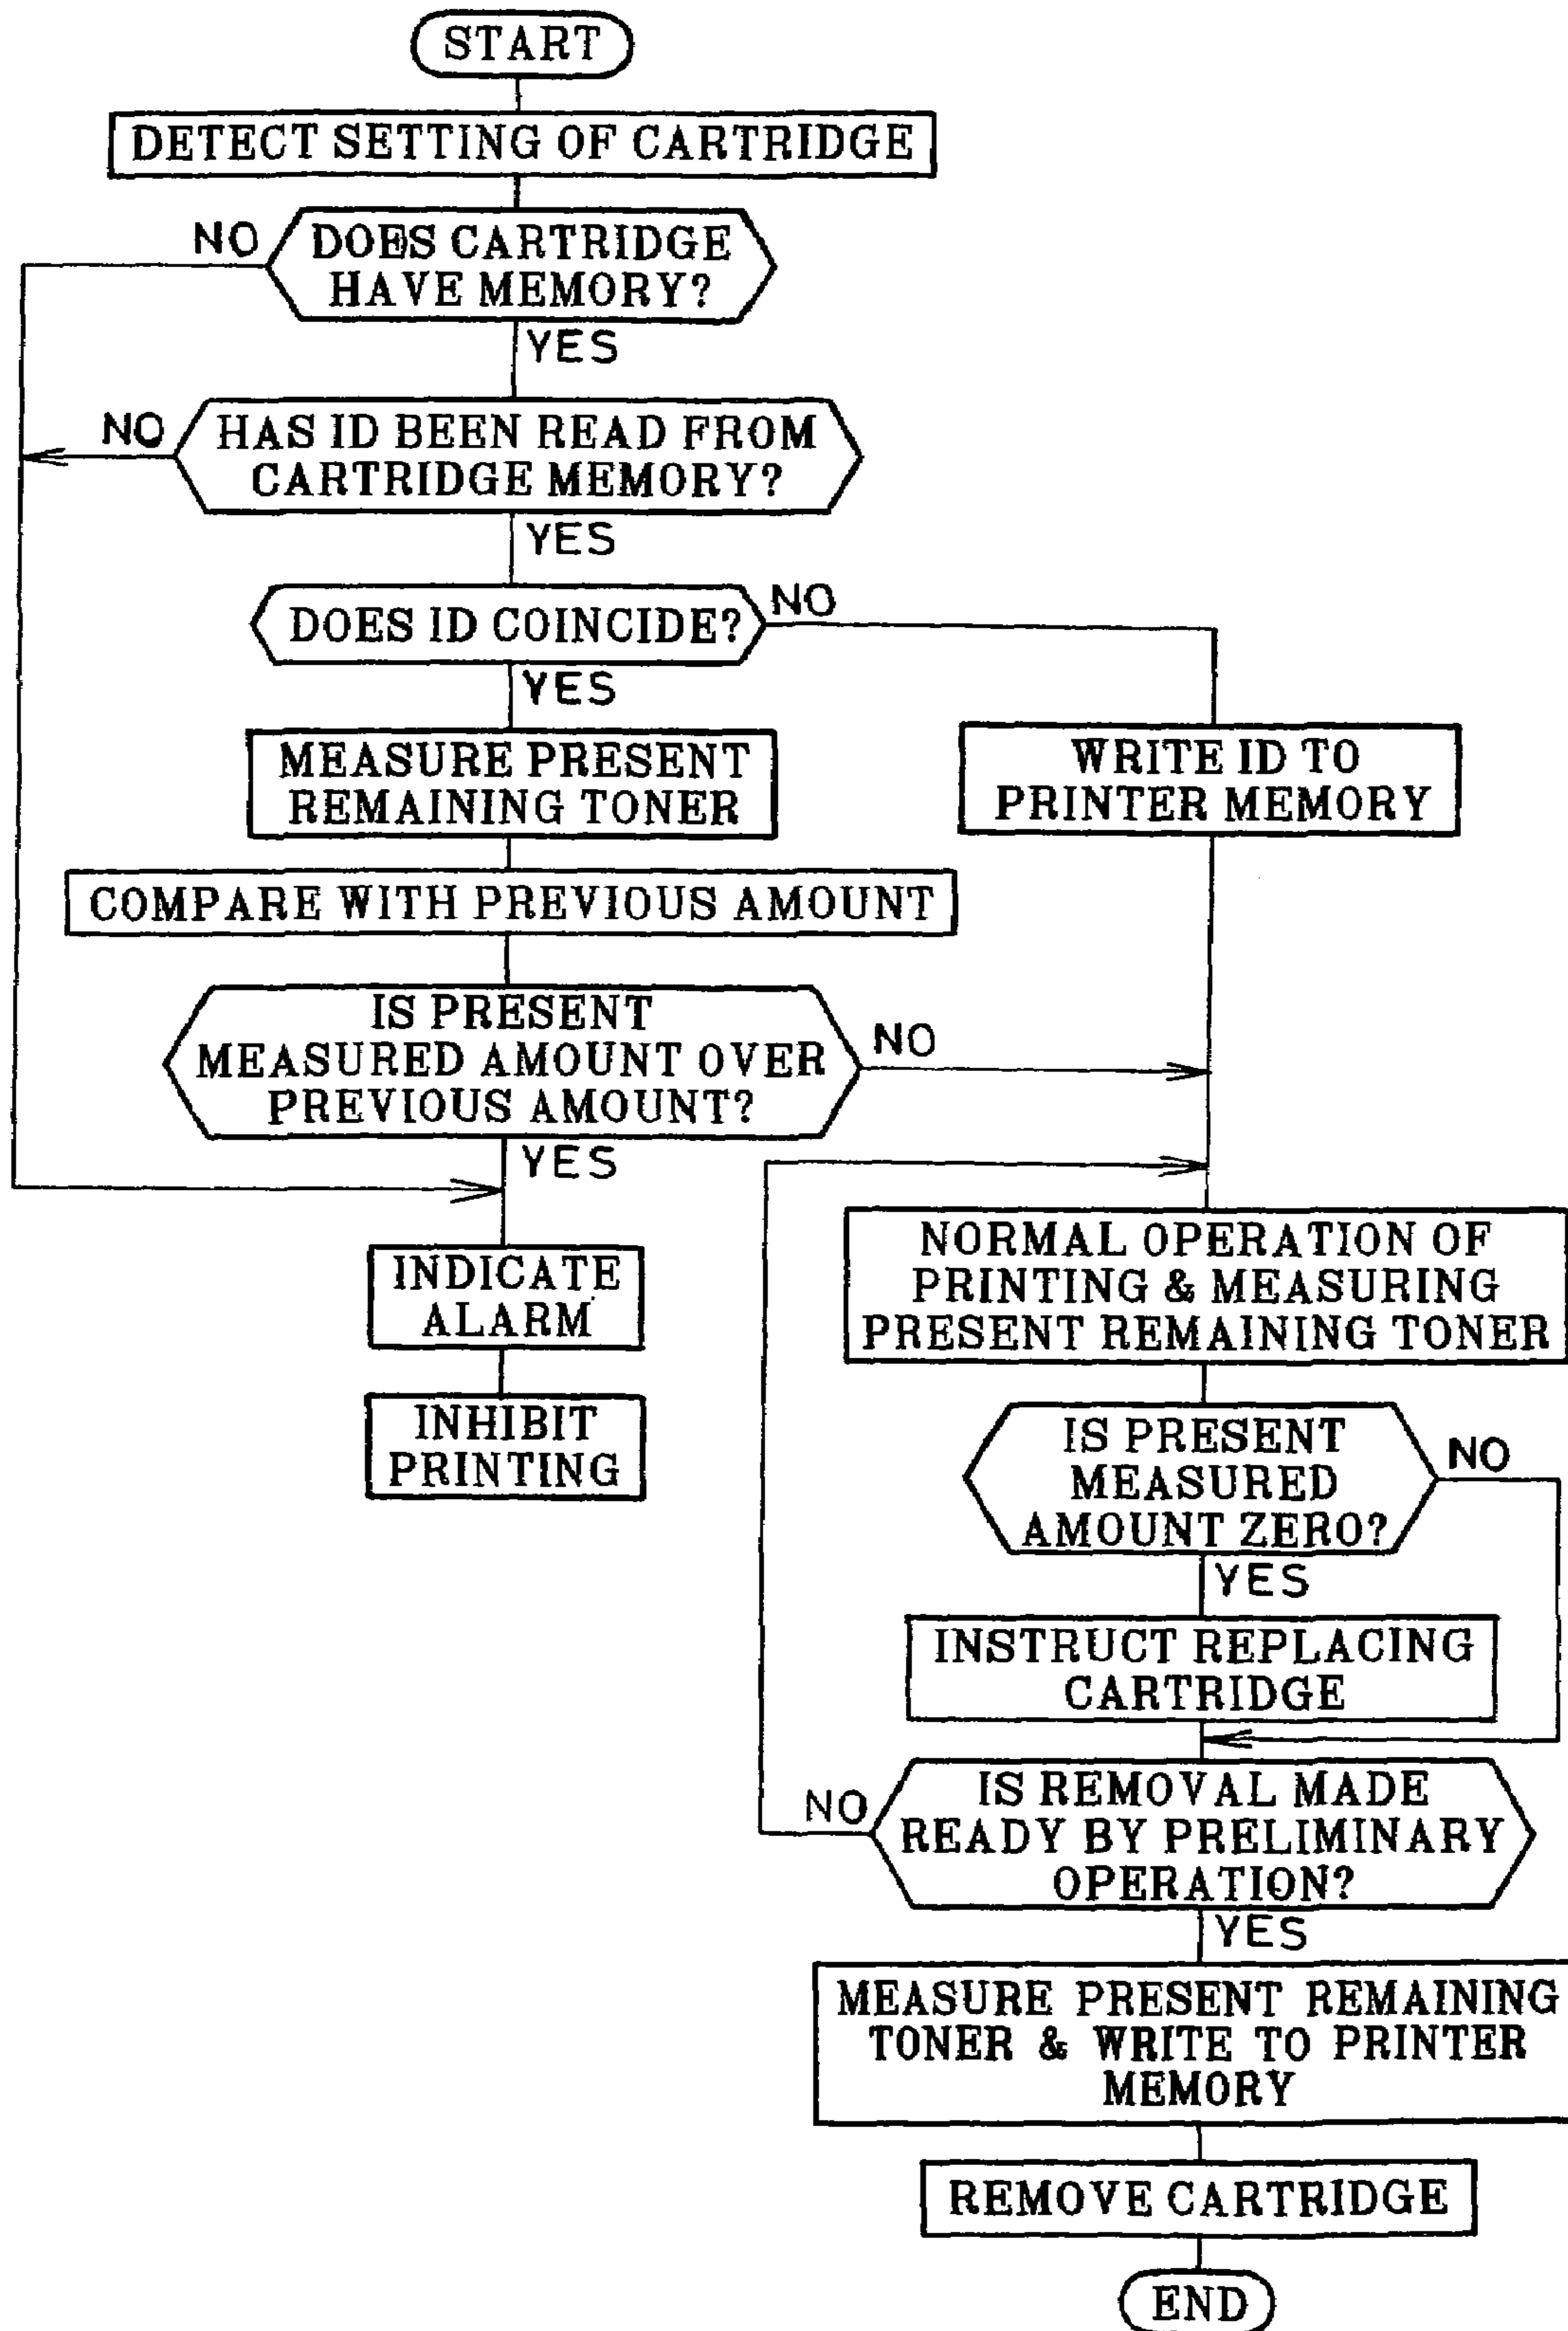 START
DETECT SETTING OF CARTRIDGE
NO
DOES CARTRIDGE
HAVE MEMORY?
YES
NO
HAS ID BEEN READ FROM
CARTRIDGE MEMORY?
YES
DOES ID COINCIDE?
NO
YES
MEASURE PRESENT
REMAINING TONER
WRITE ID TO
PRINTER MEMORY
COMPARE WITH PREVIOUS AMOUNT
IS PRESENT
MEASURED AMOUNT OVER
PREVIOUS AMOUNT?
NO
YES
INDICATE
ALARM
INHIBIT
PRINTING
NORMAL OPERATION OF
PRINTING & MEASURING
PRESENT REMAINING TONER
IS PRESENT
MEASURED
AMOUNT ZERO?
NO
YES
INSTRUCT REPLACING
CARTRIDGE
NO
IS REMOVAL MADE
READY BY PRELIMINARY
OPERATION?
YES
MEASURE PRESENT REMAINING
TONER & WRITE TO PRINTER
MEMORY
REMOVE CARTRIDGE
END